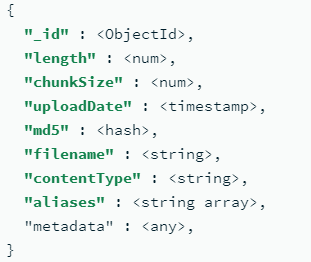 {
"_id" : <ObjectId>,
"length" : <num>,
"chunkSize" : <num>,
"uploadDate" : <timestamp>,
"md5" : <hash>,
"filename" : <string>,
"contentType" : <string>,
"aliases" : <string array>,
"metadata" : <any>,
}